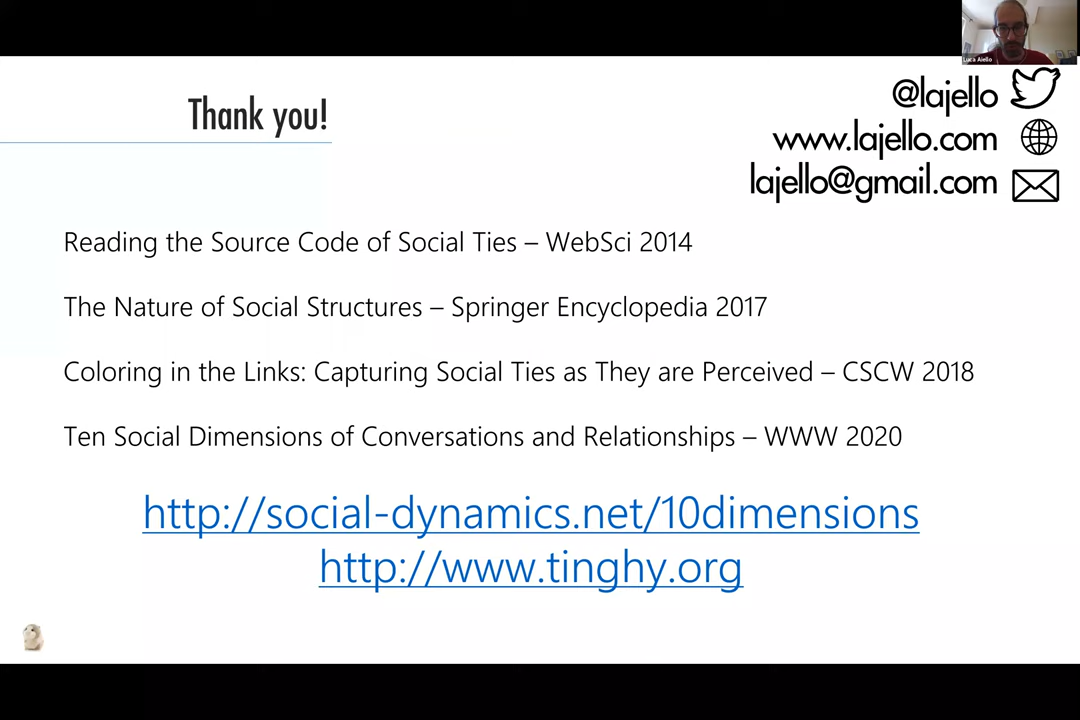 Luca Aiello
Thank you!
@lajello
www.lajello.com
lajello@gmail.com
Reading the Source Code of Social Ties – WebSci 2014
The Nature of Social Structures – Springer Encyclopedia 2017
Coloring in the Links: Capturing Social Ties as They are Perceived – CSCW 2018
Ten Social Dimensions of Conversations and Relationships – WWW 2020
http://social-dynamics.net/10dimensions
http://www.tinghy.org